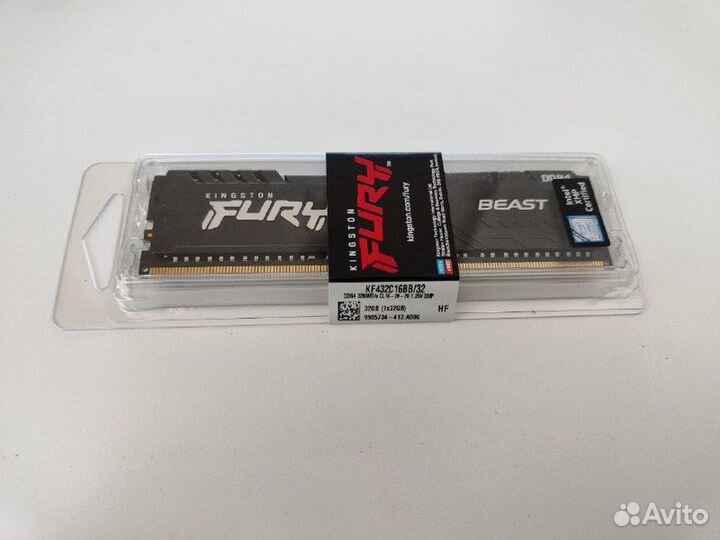 KINGSTON
FURY
BEAST
DDR4
KINGSTON
FURY
kingston.com/fury
Intel®
XMP
Certified
KF432C16BB/32
DDR4 3200MT/s CL16-20-20 1.35V XMP
32GB (1x32GB)
HF
9905734-413.A00G
Avito